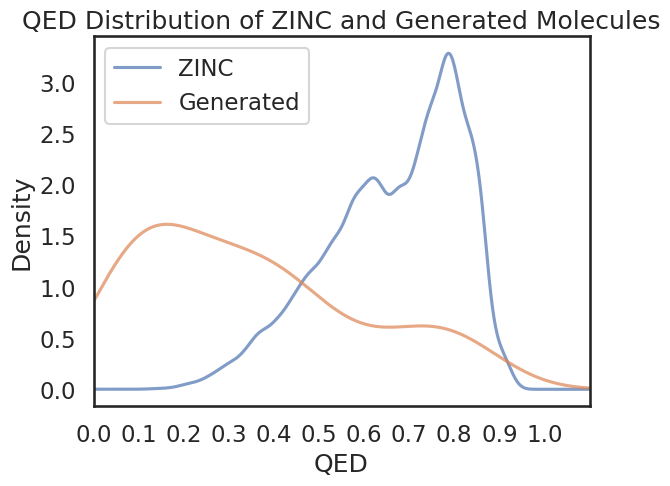 QED Distribution of ZINC and Generated Molecules
ZINC
Generated
Density
3.0
2.5
2.0
1.5
1.0
0.5
0.0
0.0 0.1 0.2 0.3 0.4 0.5 0.6 0.7 0.8 0.9 1.0
QED